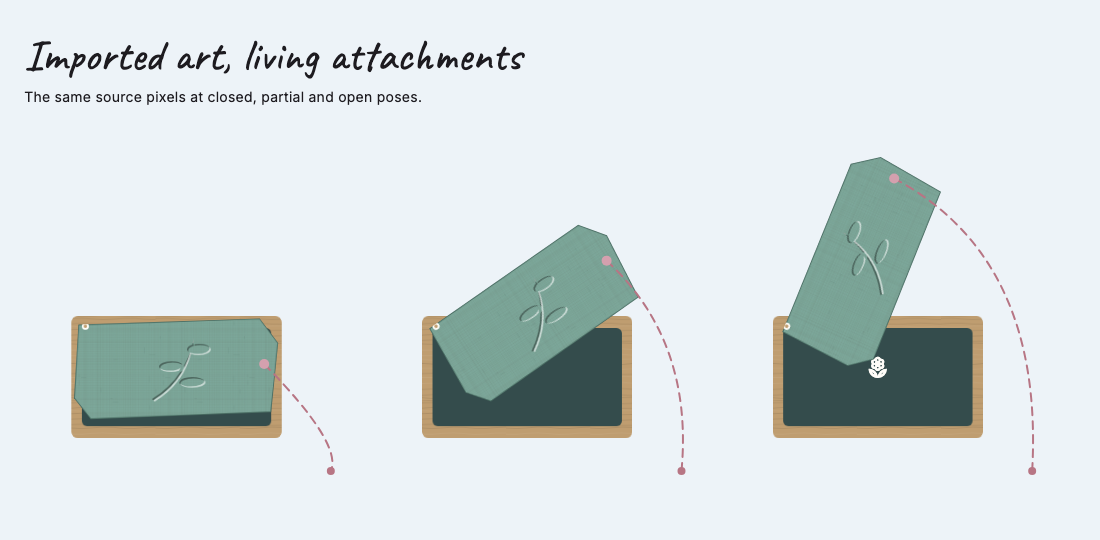 Imported art, living attachments
The same source pixels at closed, partial and open poses.